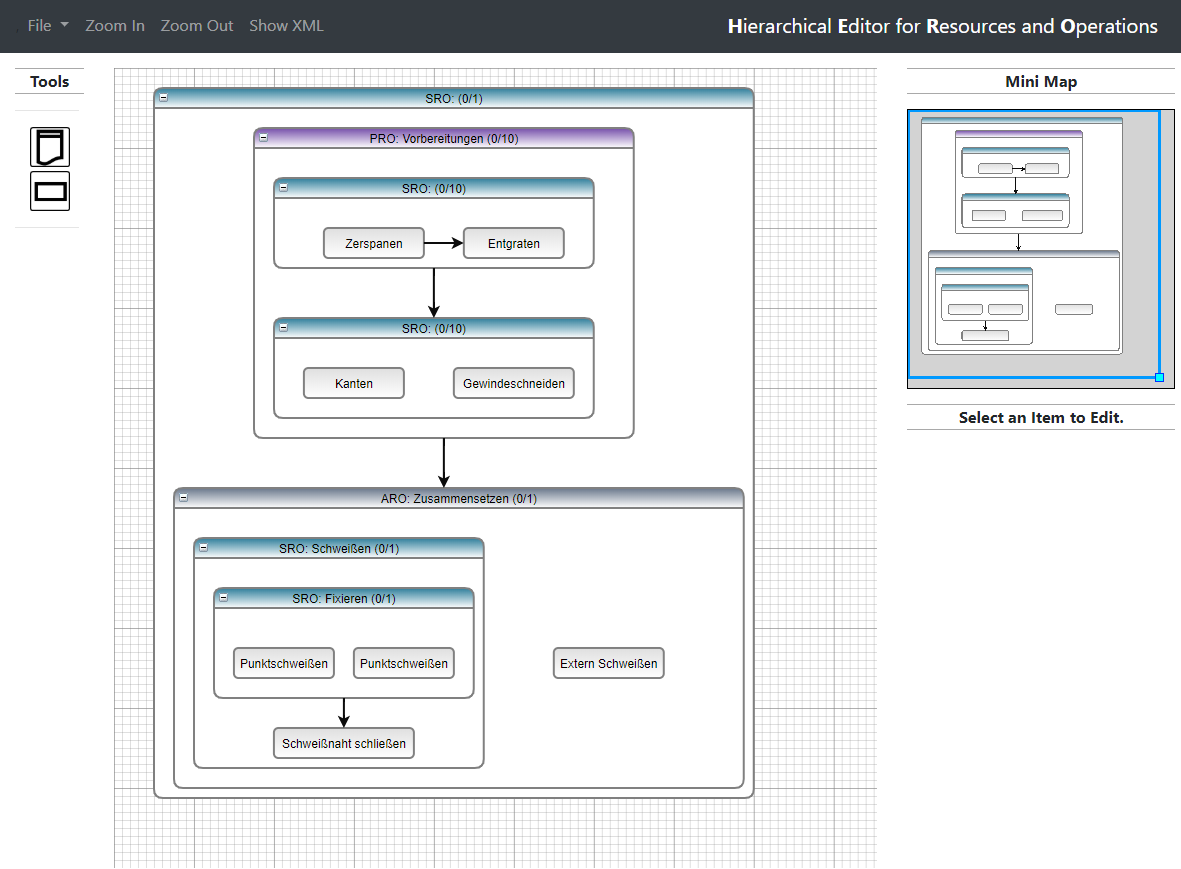 File Zoom In Zoom Out Show XML Hierarchical Editor for Resources and Operations
Tools
Mini Map
SRO: (0/1)
PRO: Vorbereitungen (0/10)
SRO: (0/10)
Zerspanen Entgraten
SRO: (0/10)
Kanten Gewindeschneiden
ARO: Zusammensetzen (0/1)
SRO: Schweißen (0/1)
SRO: Fixieren (0/1)
Punktschweißen Punktschweißen Extern Schweißen
Schweißnaht schließen
Select an Item to Edit.